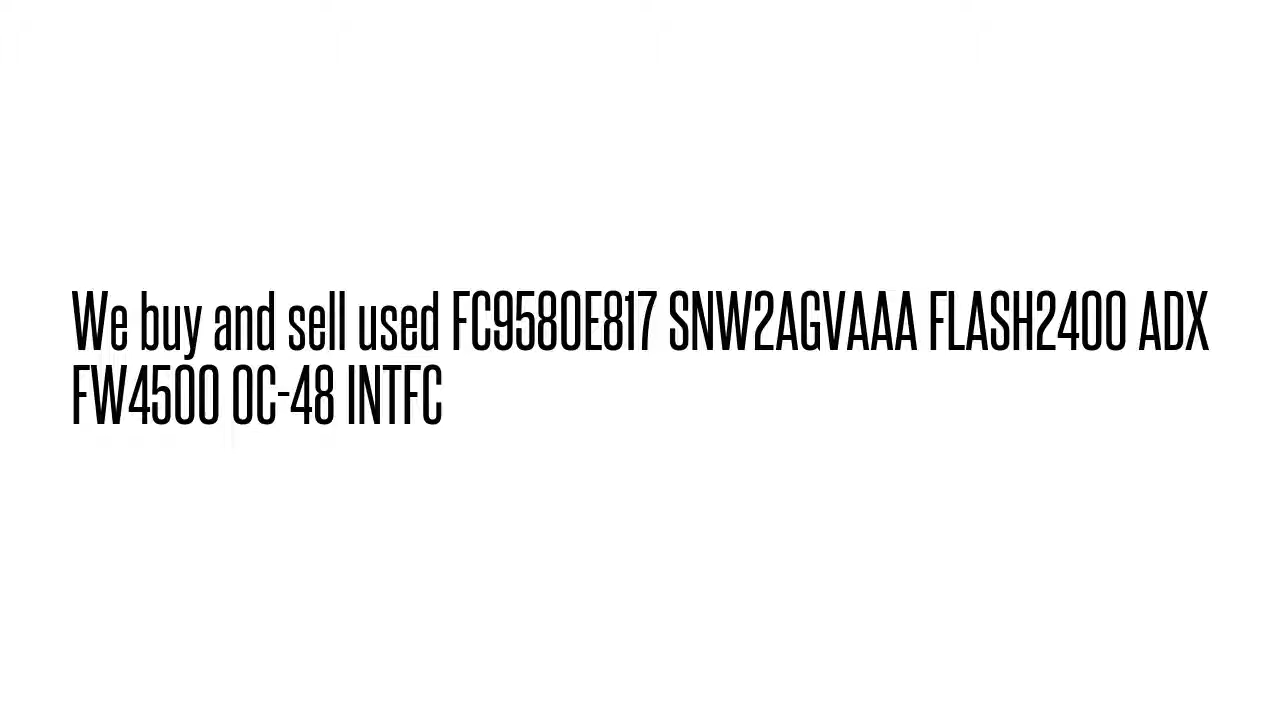 We buy and sell used FC9580E817 SNW2AGVAAA FLASH2400 ADX
FW4500 OC-48 INTFC